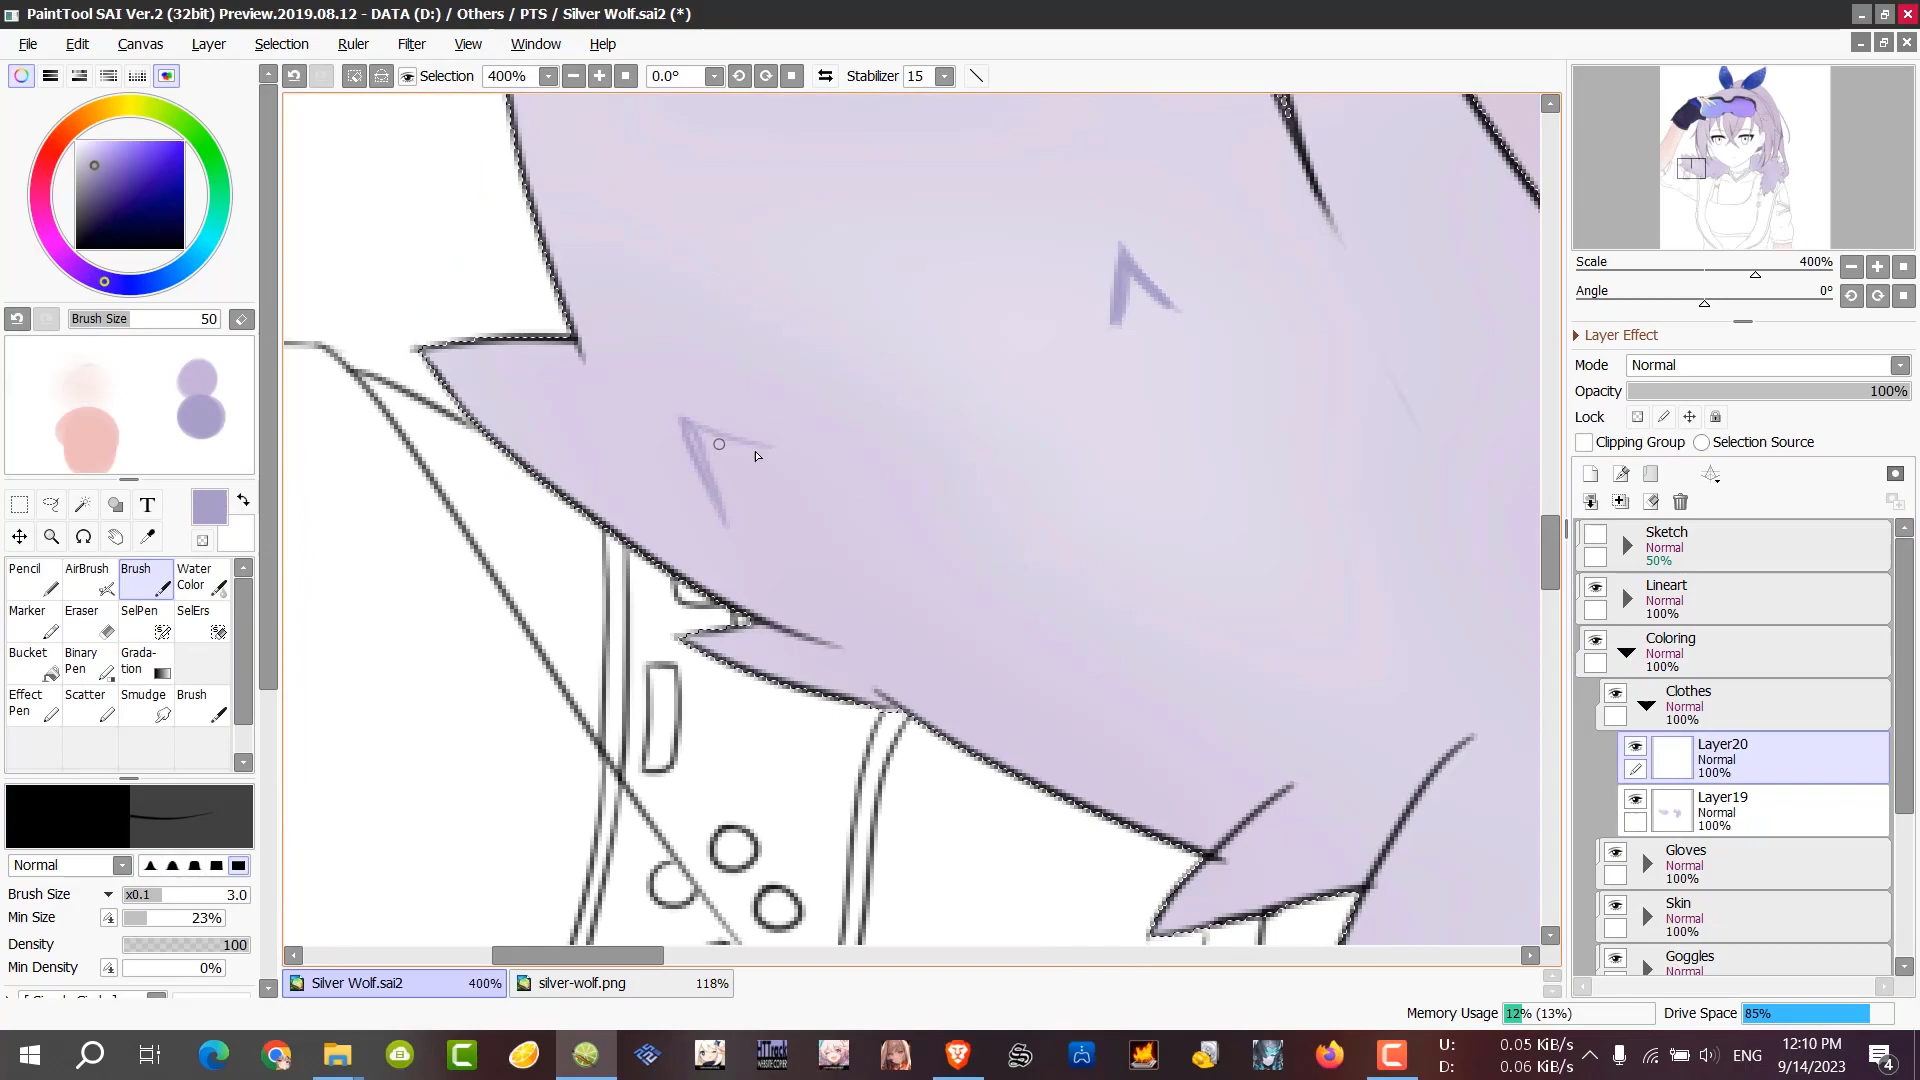 PaintTool SAI Ver.2 (32bit) Preview.2019.08.12 - DATA (D:) / Others / PTS / Silver Wolf.sai2 (*)
File Edit Canvas Layer Selection Ruler Filter View Window Help
Selection 400% 0.0° Stabilizer 15
Scale 400%
Angle 0°
Brush Size 50
Layer Effect
Mode Normal
Opacity 100%
Lock
Clipping Group Selection Source
T
Pencil AirBrush Brush Water Color
Marker Eraser SelPen SelErs
Bucket Binary Pen Grada-tion
Effect Pen Scatter Smudge Brush
Normal
Brush Size x0.1 3.0
Min Size 23%
Density 100
Min Density 0%
Sketch
Normal
50%
Lineart
Normal
100%
Coloring
Normal
100%
Clothes
Normal
100%
Layer20
Normal
100%
Layer19
Normal
100%
Gloves
Normal
100%
Skin
Normal
100%
Goggles
Normal
Silver Wolf.sai2 400% silver-wolf.png 118%
Memory Usage 12% (13%) Drive Space 85%
U: 0.05 KiB/s
D: 0.06 KiB/s
ENG
12:10 PM
9/14/2023
4